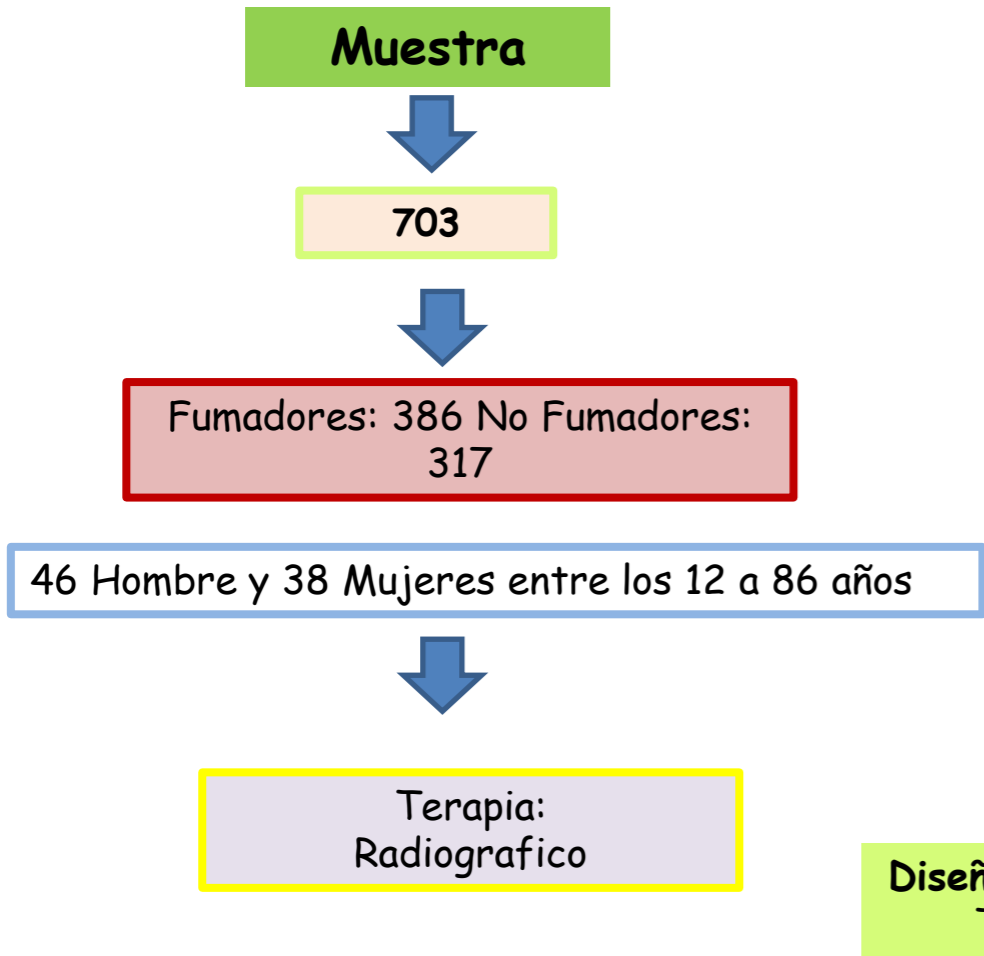 Muestra
703
Fumadores: 386 No Fumadores:
317
46 Hombre y 38 Mujeres entre los 12 a 86 años
Terapia:
Radiografico